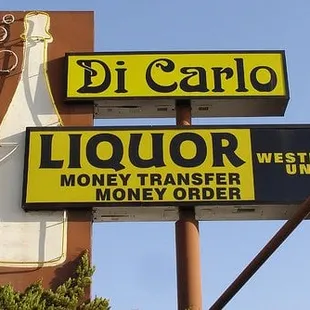 Di Carlo
LIQUOR
MONEY TRANSFER
MONEY ORDER